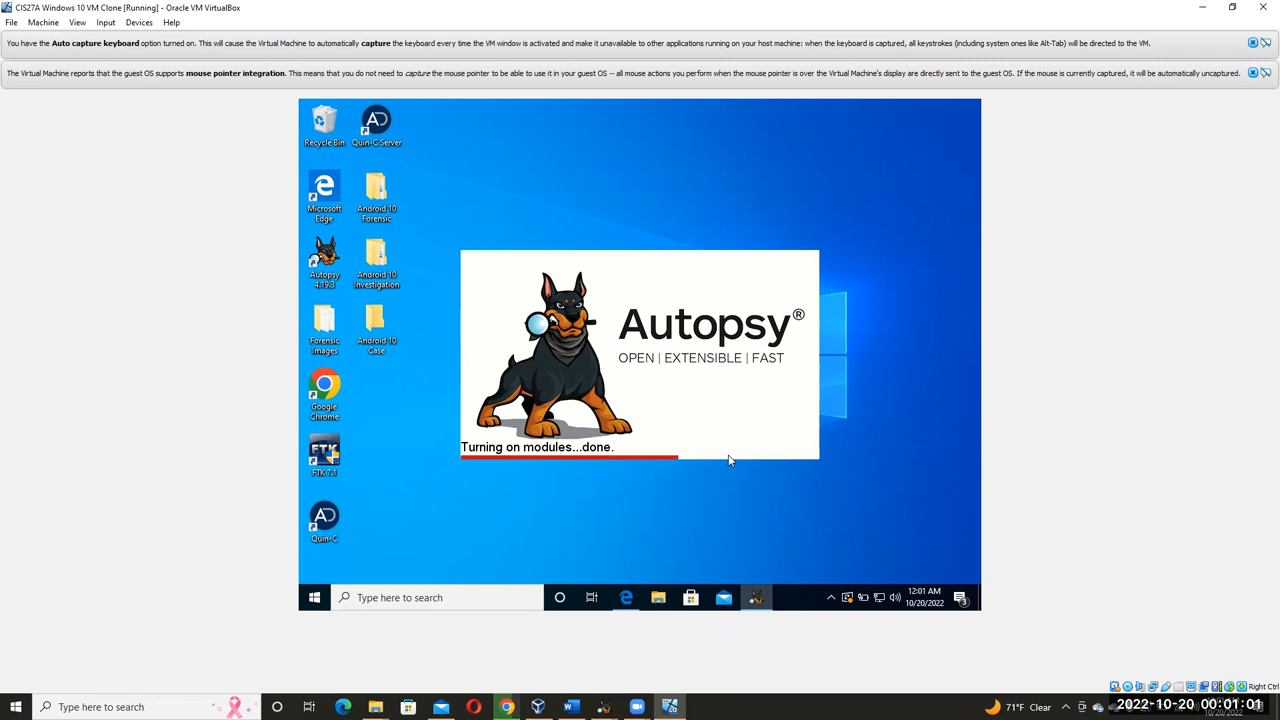 CIS27A Windows 10 VM Clone [Running] - Oracle VM VirtualBox
File Machine View Input Devices Help
You have the Auto capture keyboard option turned on. This will cause the Virtual Machine to automatically capture the keyboard every time the VM window is activated and make it unavailable to other applications running on your host machine: when the keyboard is captured, all keystrokes (including system ones like Alt-Tab) will be directed to the VM.
The Virtual Machine reports that the guest OS supports mouse pointer integration. This means that you do not need to capture the mouse pointer to be able to use it in your guest OS -- all mouse actions you perform when the mouse pointer is over the Virtual Machine's display are directly sent to the guest OS. If the mouse is currently captured, it will be automatically uncaptured.
Recycle Bin
Quin-C Server
Microsoft
Edge
Android 10
Forensic
Autopsy
4.19.3
Android 10
Investigation
Forensic
Images
Android 10
Case
Google
Chrome
FTK
FTK 7.1
Quin-C
Autopsy®
OPEN | EXTENSIBLE | FAST
Turning on modules...done.
Type here to search
12:01 AM
10/20/2022
3
Right Ctrl
Type here to search
71°F Clear
2022-10-20 00:01:01